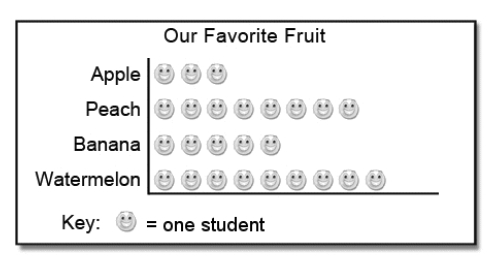 Our Favorite Fruit
Apple
Peach
Banana
Watermelon
Key: = one student